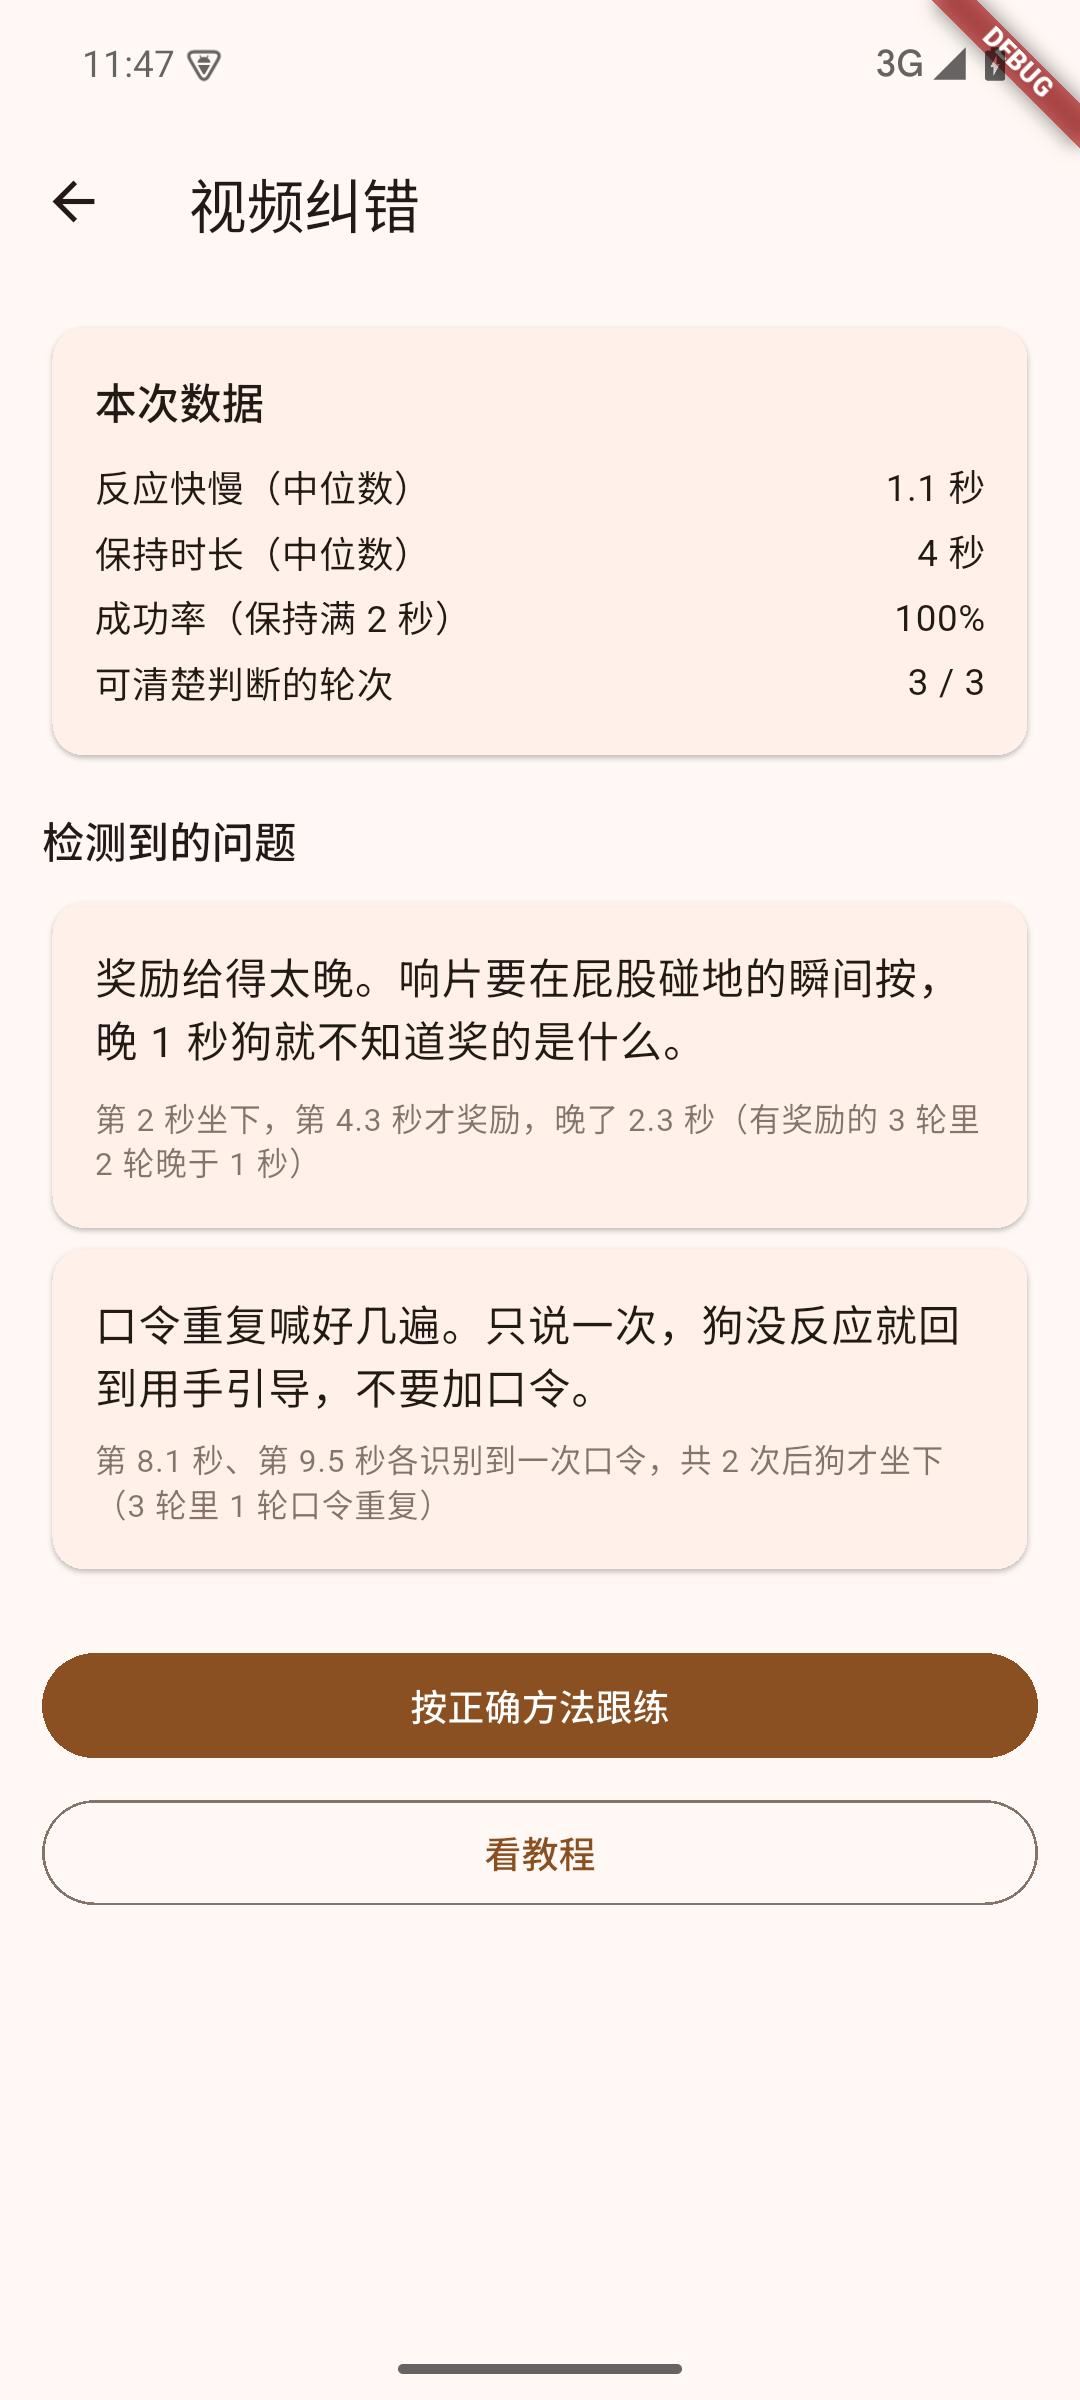 11:47
3G
DEBUG
视频纠错
本次数据
反应快慢（中位数） 1.1 秒
保持时长（中位数） 4 秒
成功率（保持满 2 秒） 100%
可清楚判断的轮次 3 / 3
检测到的问题
奖励给得太晚。响片要在屁股碰地的瞬间按，
晚 1 秒狗就不知道奖的是什么。
第 2 秒坐下，第 4.3 秒才奖励，晚了 2.3 秒（有奖励的 3 轮里
2 轮晚于 1 秒）
口令重复喊好几遍。只说一次，狗没反应就回
到用手引导，不要加口令。
第 8.1 秒、第 9.5 秒各识别到一次口令，共 2 次后狗才坐下
（3 轮里 1 轮口令重复）
按正确方法跟练
看教程